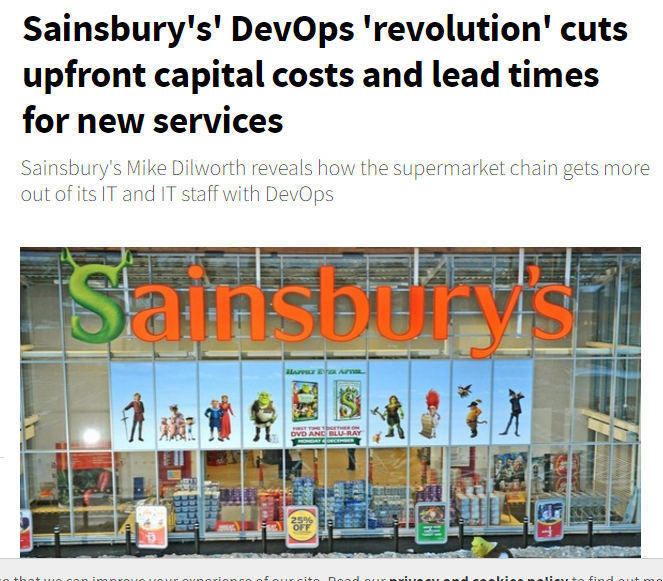 Sainsbury's' DevOps 'revolution' cuts
upfront capital costs and lead times
for new services
Sainsbury's Mike Dilworth reveals how the supermarket chain gets more
out of its IT and IT staff with DevOps
Sainsbury's
HAPPILY EVER AFTER...
FIRST TIME TOGETHER ON
DVD AND BLU-RAY
MONDAY 6 DECEMBER
25%
OFF
that we can improve your experience of our site. Read our privacy and cookies policy to find out